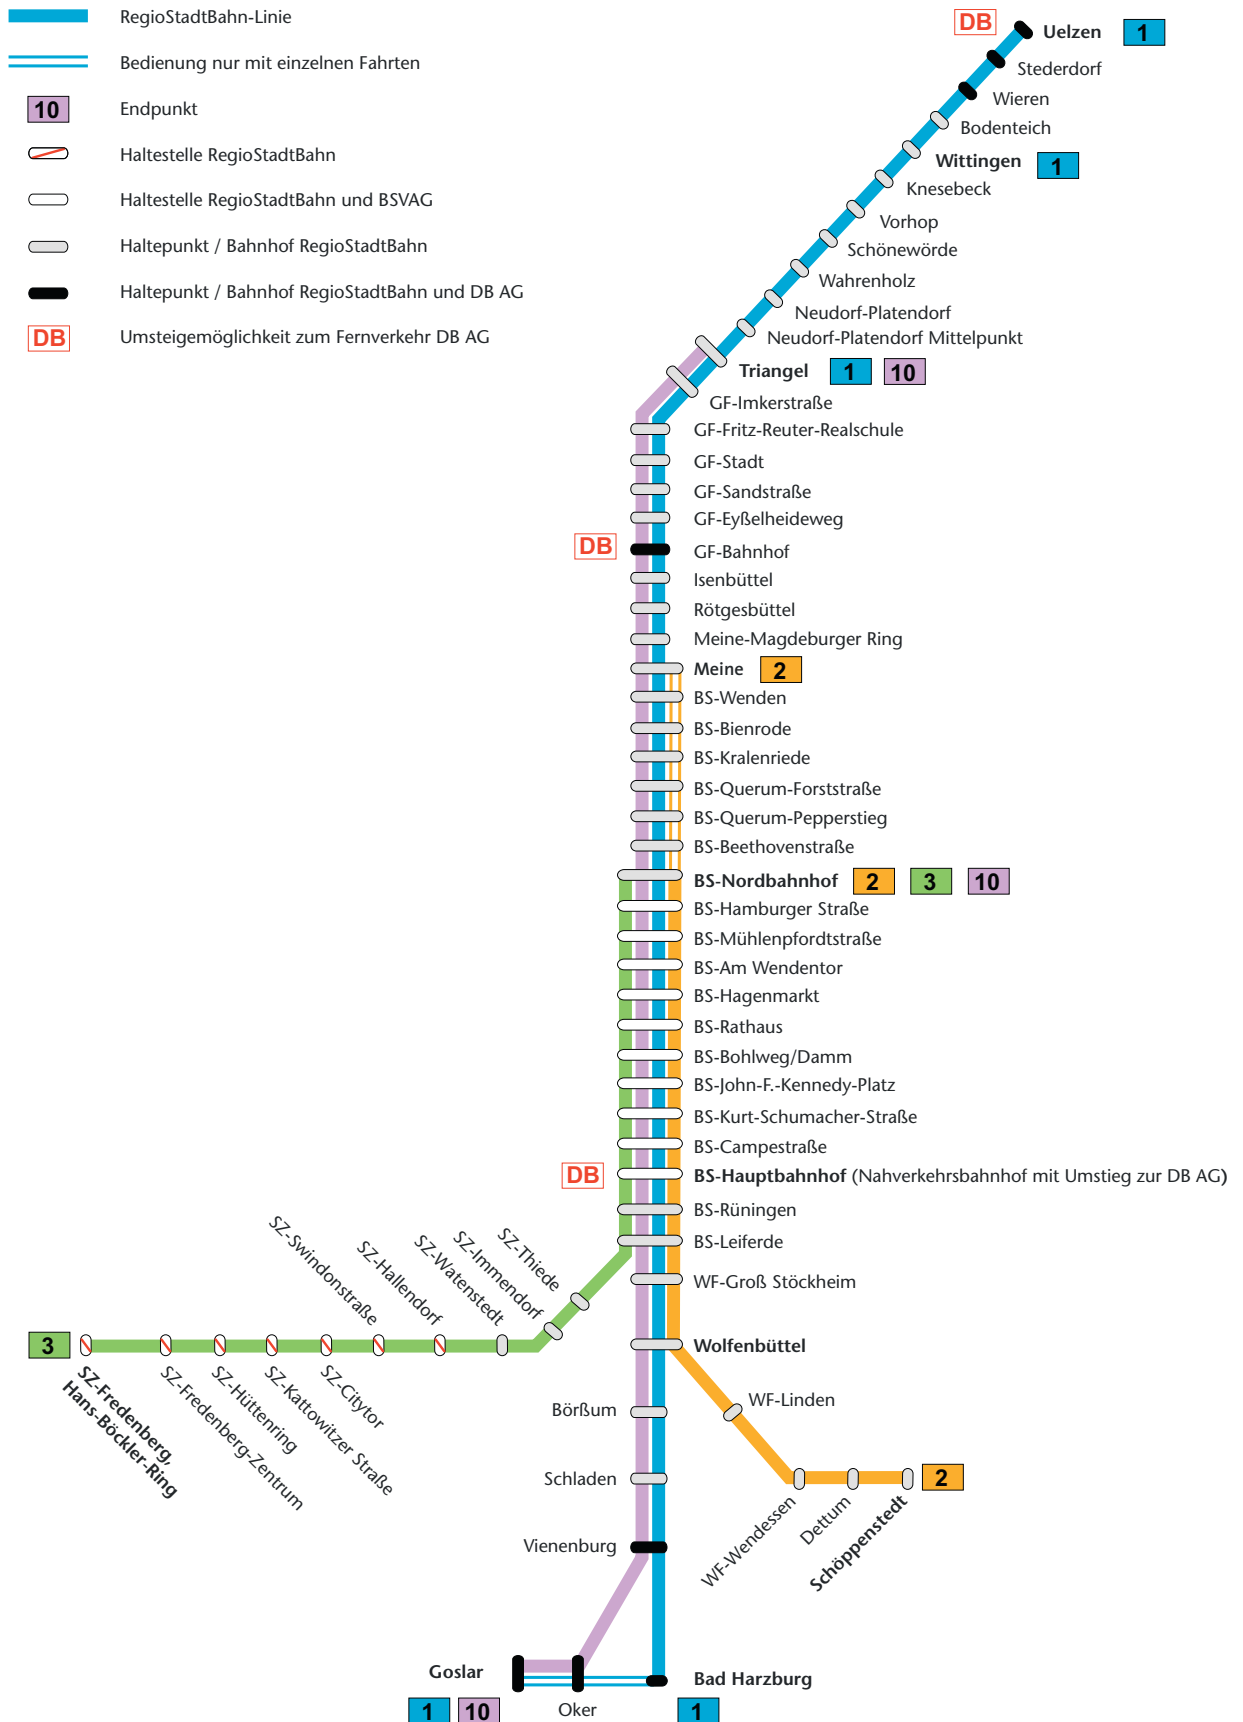 RegioStadtBahn-Linie
Bedienung nur mit einzelnen Fahrten
10 Endpunkt
Haltestelle RegioStadtBahn
Haltestelle RegioStadtBahn und BSVAG
Haltepunkt / Bahnhof RegioStadtBahn
Haltepunkt / Bahnhof RegioStadtBahn und DB AG
DB Umsteigemöglichkeit zum Fernverkehr DB AG
DB Uelzen 1
Stederdorf
Wieren
Bodenteich
Wittingen 1
Knesebeck
Vorhop
Schönewörde
Wahrenholz
Neudorf-Platendorf
Neudorf-Platendorf Mittelpunkt
Triangel 1 10
GF-Imkerstraße
GF-Fritz-Reuter-Realschule
GF-Stadt
GF-Sandstraße
GF-Eyßelheideweg
DB GF-Bahnhof
Isenbüttel
Rötgesbüttel
Meine-Magdeburger Ring
Meine 2
BS-Wenden
BS-Bienrode
BS-Kralenriede
BS-Querum-Forststraße
BS-Querum-Pepperstieg
BS-Beethovenstraße
BS-Nordbahnhof 2 3 10
BS-Hamburger Straße
BS-Mühlenpfordtstraße
BS-Am Wendentor
BS-Hagenmarkt
BS-Rathaus
BS-Bohlweg/Damm
BS-John-F.-Kennedy-Platz
BS-Kurt-Schumacher-Straße
BS-Campestraße
DB BS-Hauptbahnhof (Nahverkehrsbahnhof mit Umstieg zur DB AG)
BS-Rüningen
BS-Leiferde
WF-Groß Stöckheim
Wolfenbüttel
SZ-Thiede
SZ-Immendorf
SZ-Watenstedt
SZ-Hallendorf
SZ-Swindonstraße
SZ-Citytor
SZ-Kattowitzer Straße
SZ-Hüttenring
SZ-Fredenberg-Zentrum
SZ-Fredenberg,
Hans-Böckler-Ring
3
WF-Linden
WF-Wendessen
Dettum
Schöppenstedt
2
Börßum
Schladen
Vienenburg
Goslar
1 10
Oker
Bad Harzburg
1